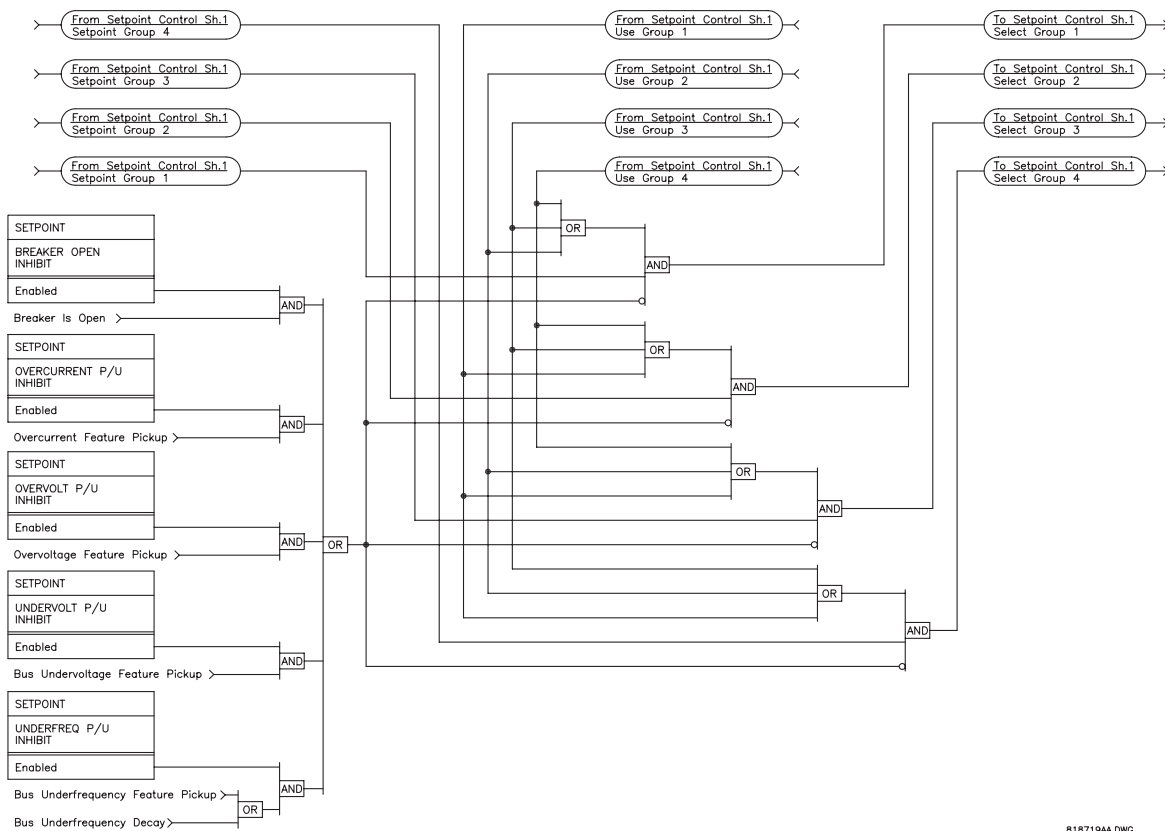 From Setpoint Control Sh.1
Setpoint Group 4
From Setpoint Control Sh.1
Setpoint Group 3
From Setpoint Control Sh.1
Setpoint Group 2
From Setpoint Control Sh.1
Setpoint Group 1
From Setpoint Control Sh.1
Use Group 1
From Setpoint Control Sh.1
Use Group 2
From Setpoint Control Sh.1
Use Group 3
From Setpoint Control Sh.1
Use Group 4
To Setpoint Control Sh.1
Select Group 1
To Setpoint Control Sh.1
Select Group 2
To Setpoint Control Sh.1
Select Group 3
To Setpoint Control Sh.1
Select Group 4
SETPOINT
BREAKER OPEN
INHIBIT
Enabled
Breaker Is Open
AND
SETPOINT
OVERCURRENT P/U
INHIBIT
Enabled
Overcurrent Feature Pickup
AND
SETPOINT
OVERVOLT P/U
INHIBIT
Enabled
Overvoltage Feature Pickup
AND
OR
SETPOINT
UNDERVOLT P/U
INHIBIT
Enabled
Bus Undervoltage Feature Pickup
AND
SETPOINT
UNDERFREQ P/U
INHIBIT
Enabled
Bus Underfrequency Feature Pickup
Bus Underfrequency Decay
OR
AND
OR
AND
OR
AND
OR
AND
OR
AND
818719AA.DWG